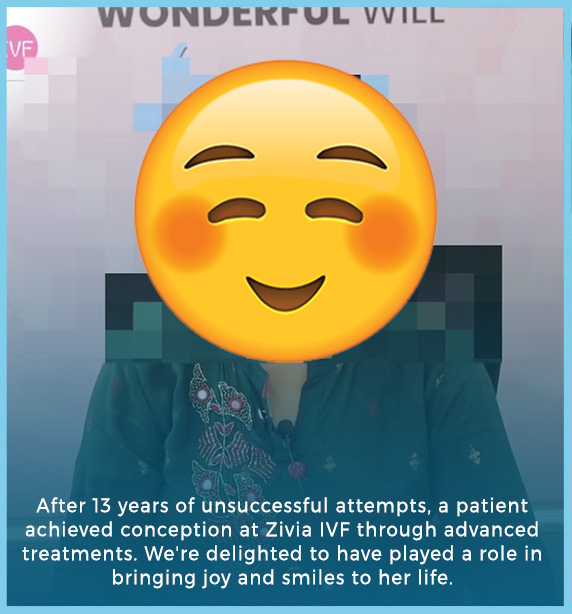 WONDERFUL WILL
IVF
After 13 years of unsuccessful attempts, a patient
achieved conception at Zivia IVF through advanced
treatments. We're delighted to have played a role in
bringing joy and smiles to her life.